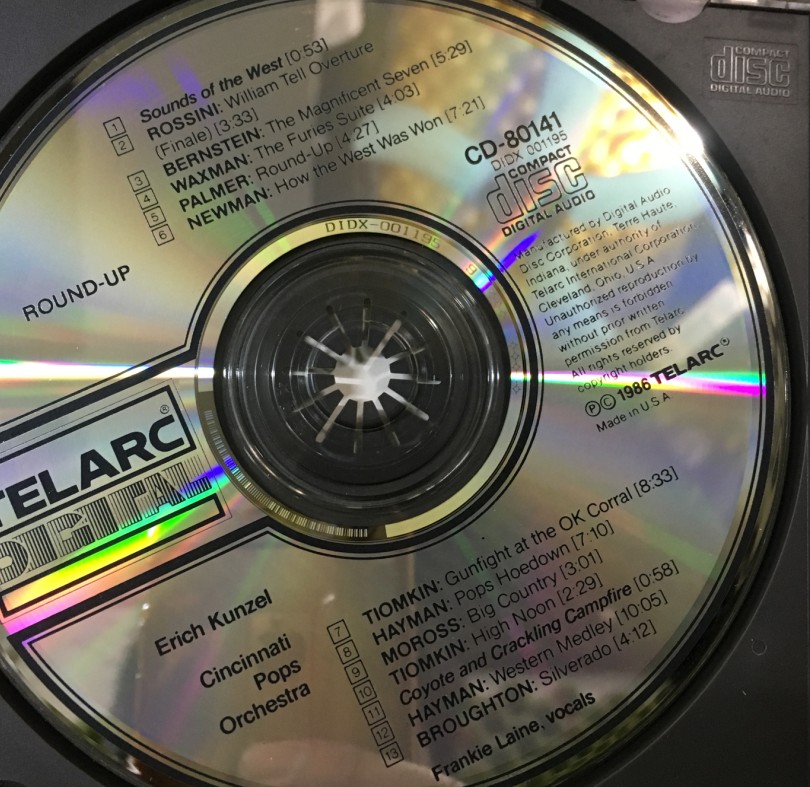 1 Sounds of the West [0:53]
2 ROSSINI: William Tell Overture
(Finale) [3:33]
3 BERNSTEIN: The Magnificent Seven [5:29]
4 WAXMAN: The Furies Suite [4:03]
5 PALMER: Round-Up [4:27]
6 NEWMAN: How the West Was Won [7:21]
CD-80141
DIDX 001195
COMPACT
disc
DIGITAL AUDIO
COMPACT
disc
DIGITAL AUDIO
Manufactured by Digital Audio
Disc Corporation, Terre Haute,
Indiana, under authority of
Telarc International Corporation,
Cleveland, Ohio, U.S.A.
Unauthorized reproduction by
any means is forbidden
without prior written
permission from Telarc.
All rights reserved by
copyright holders.
℗© 1986 TELARC®
Made in U.S.A.
DIDX-001195
ROUND-UP
TELARC®
DIGITAL
Erich Kunzel
Cincinnati
Pops
Orchestra
7 TIOMKIN: Gunfight at the OK Corral [8:33]
8 HAYMAN: Pops Hoedown [7:10]
9 MOROSS: Big Country [3:01]
10 TIOMKIN: High Noon [2:29]
11 Coyote and Crackling Campfire [0:58]
12 HAYMAN: Western Medley [10:05]
13 BROUGHTON: Silverado [4:12]
Frankie Laine, vocals